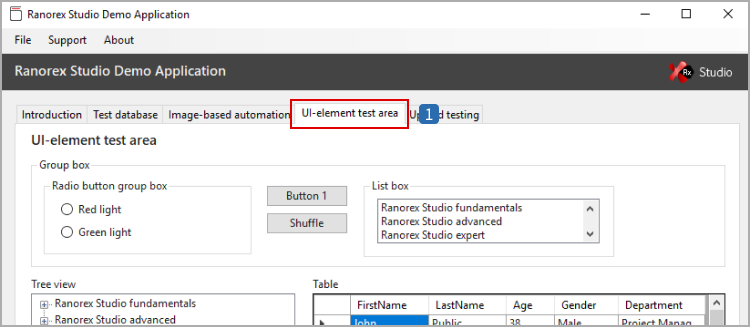 Ranorex Studio Demo Application
File Support About
Ranorex Studio Demo Application
Rx Studio
Introduction Test database Image-based automation UI-element test area 1 testing
UI-element test area
Group box
Radio button group box
Red light
Green light
Button 1
Shuffle
List box
Ranorex Studio fundamentals
Ranorex Studio advanced
Ranorex Studio expert
Tree view
Ranorex Studio fundamentals
Ranorex Studio advanced
Table
FirstName LastName Age Gender Department
John Public 38 Male Project Manag